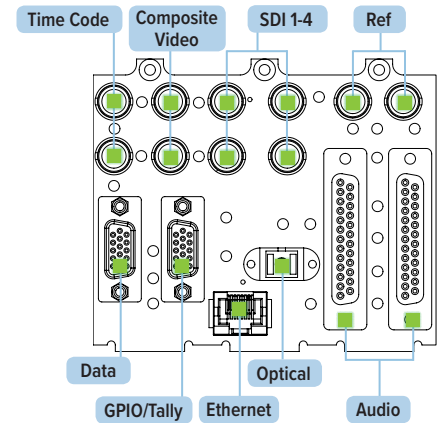 Time Code
Composite
Video
SDI 1-4
Ref
Data
GPIO/Tally
Ethernet
Optical
Audio